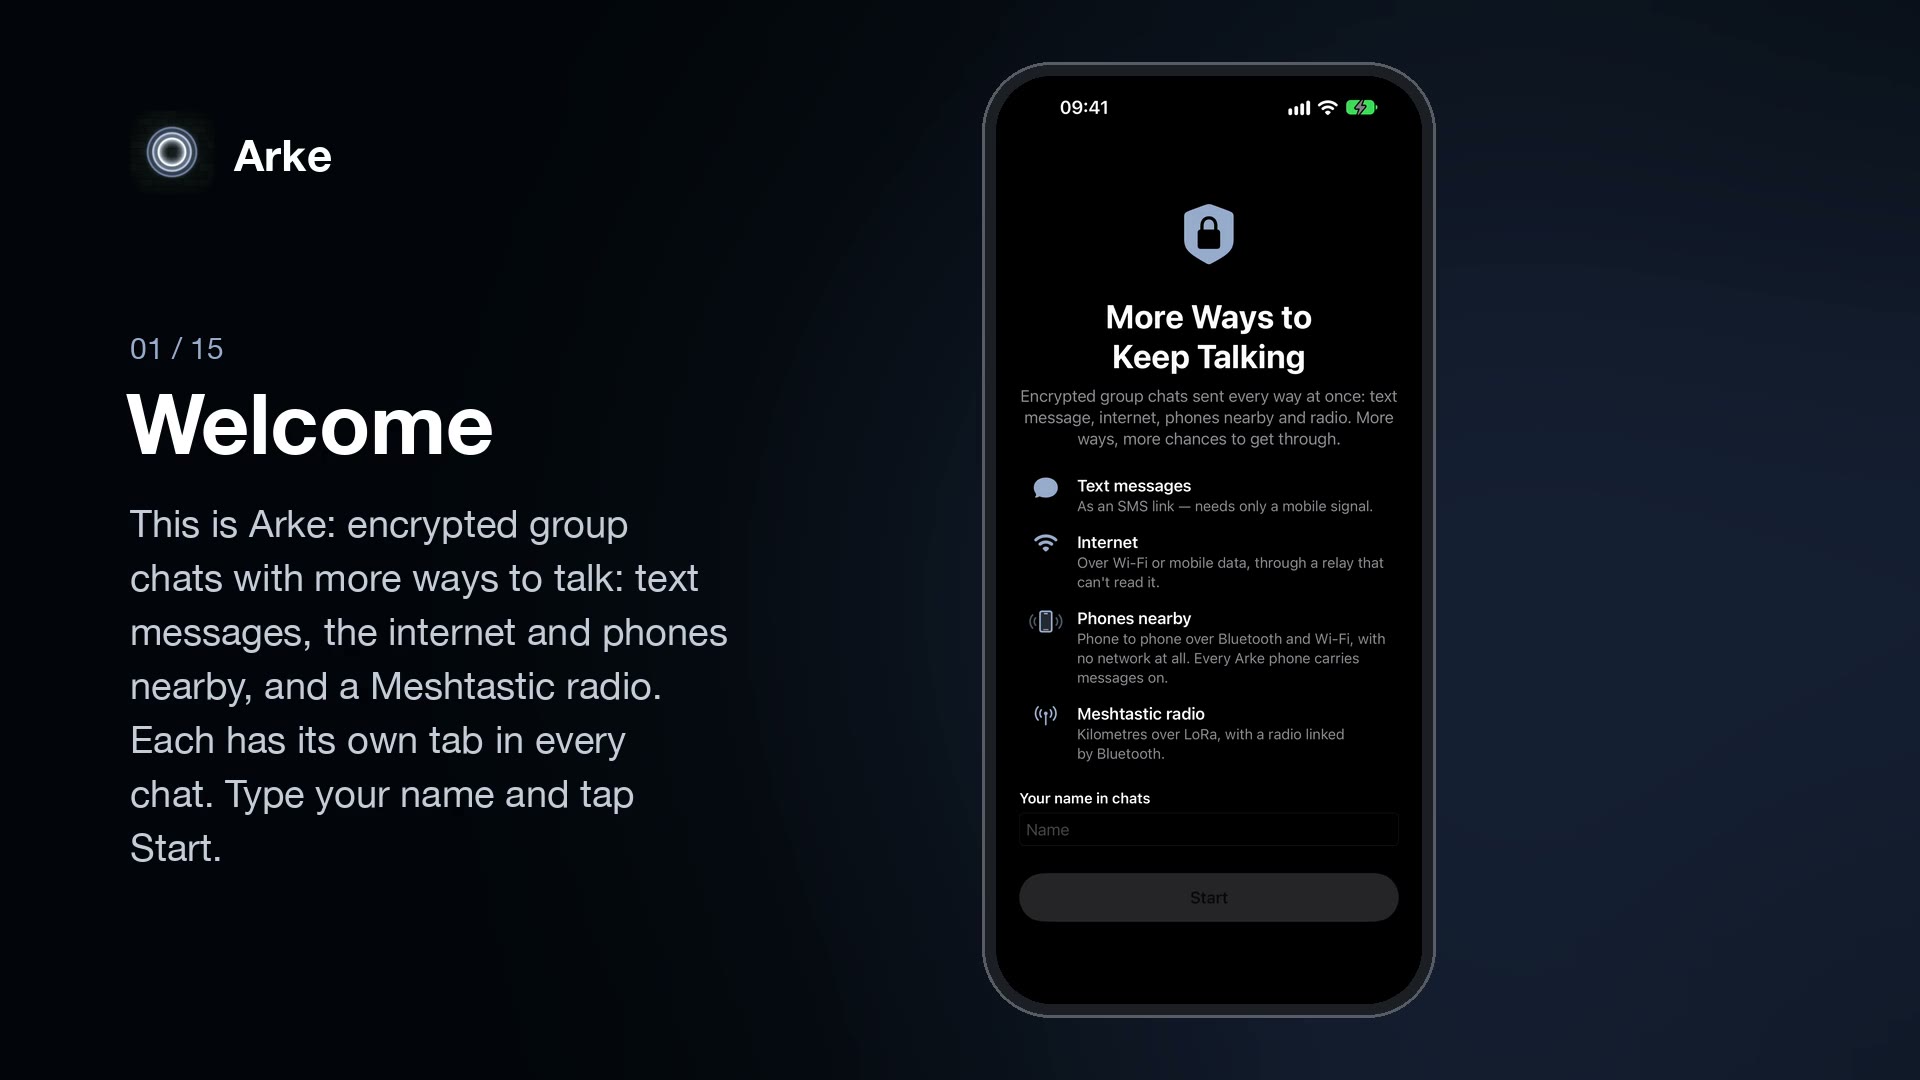 Arke
01 / 15
Welcome
This is Arke: encrypted group
chats with more ways to talk: text
messages, the internet and phones
nearby, and a Meshtastic radio.
Each has its own tab in every
chat. Type your name and tap
Start.
09:41
More Ways to
Keep Talking
Encrypted group chats sent every way at once: text
message, internet, phones nearby and radio. More
ways, more chances to get through.
Text messages
As an SMS link — needs only a mobile signal.
Internet
Over Wi-Fi or mobile data, through a relay that
can't read it.
Phones nearby
Phone to phone over Bluetooth and Wi-Fi, with
no network at all. Every Arke phone carries
messages on.
Meshtastic radio
Kilometres over LoRa, with a radio linked
by Bluetooth.
Your name in chats
Name
Start